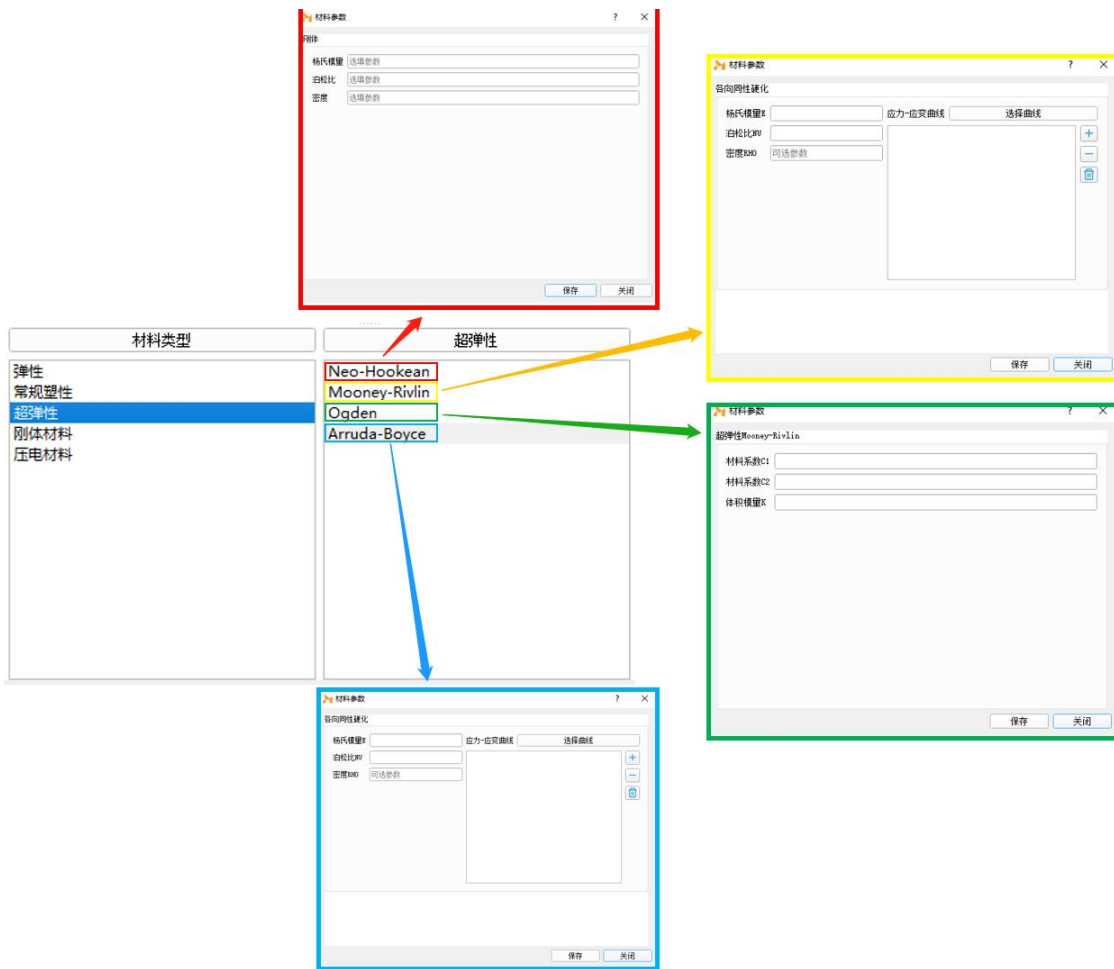 材料参数
刚体
杨氏模量 选填参数
泊松比 选填参数
密度 选填参数
保存 关闭
材料参数
各向同性硬化
杨氏模量E 应力-应变曲线 选择曲线
泊松比NV
密度RHO 可选参数
保存 关闭
材料类型 超弹性
弹性 Neo-Hookean
常规塑性 Mooney-Rivlin
超弹性 Ogden
刚体材料 Arruda-Boyce
压电材料
材料参数
超弹性Mooney-Rivlin
材料系数C1
材料系数C2
体积模量K
保存 关闭
材料参数
各向同性硬化
杨氏模量E 应力-应变曲线 选择曲线
泊松比NV
密度RHO 可选参数
保存 关闭